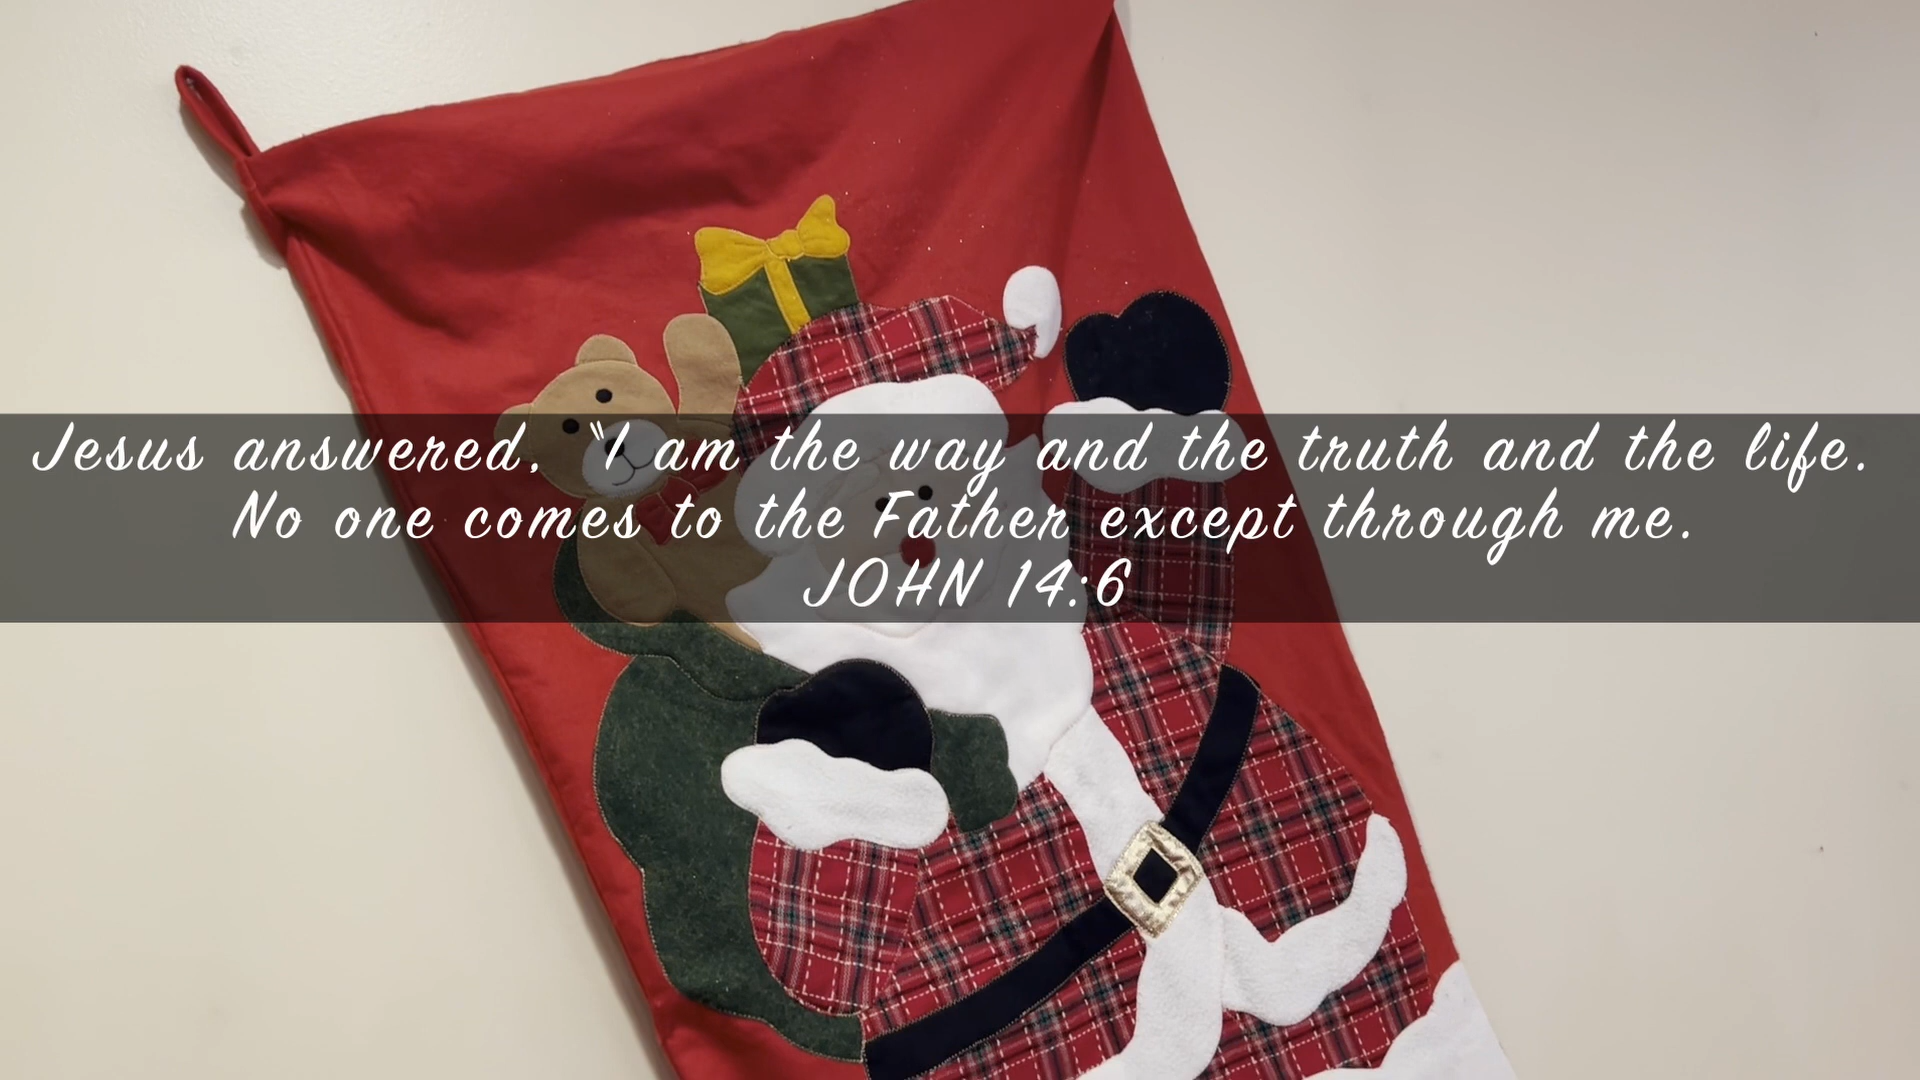 Jesus answered, “I am the way and the truth and the life.
No one comes to the Father except through me.
JOHN 14:6